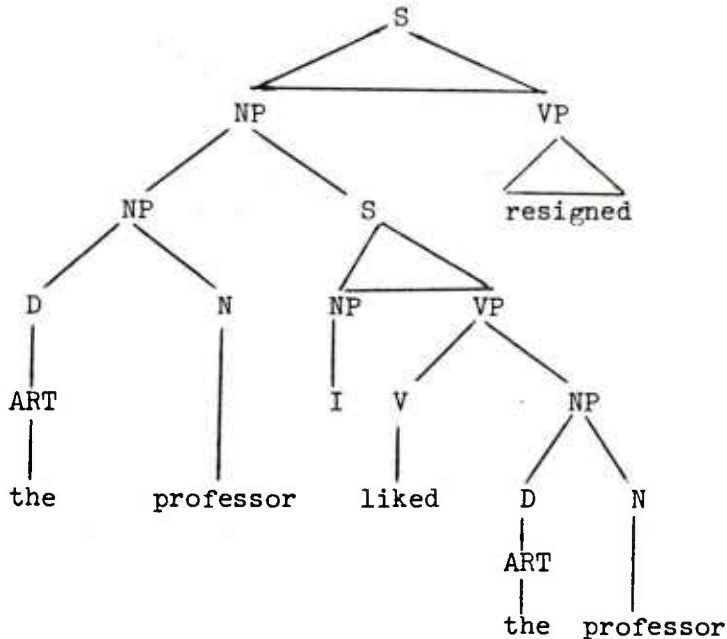 S
NP VP
NP S resigned
D N NP VP
ART I V NP
the professor liked D N
ART
the professor